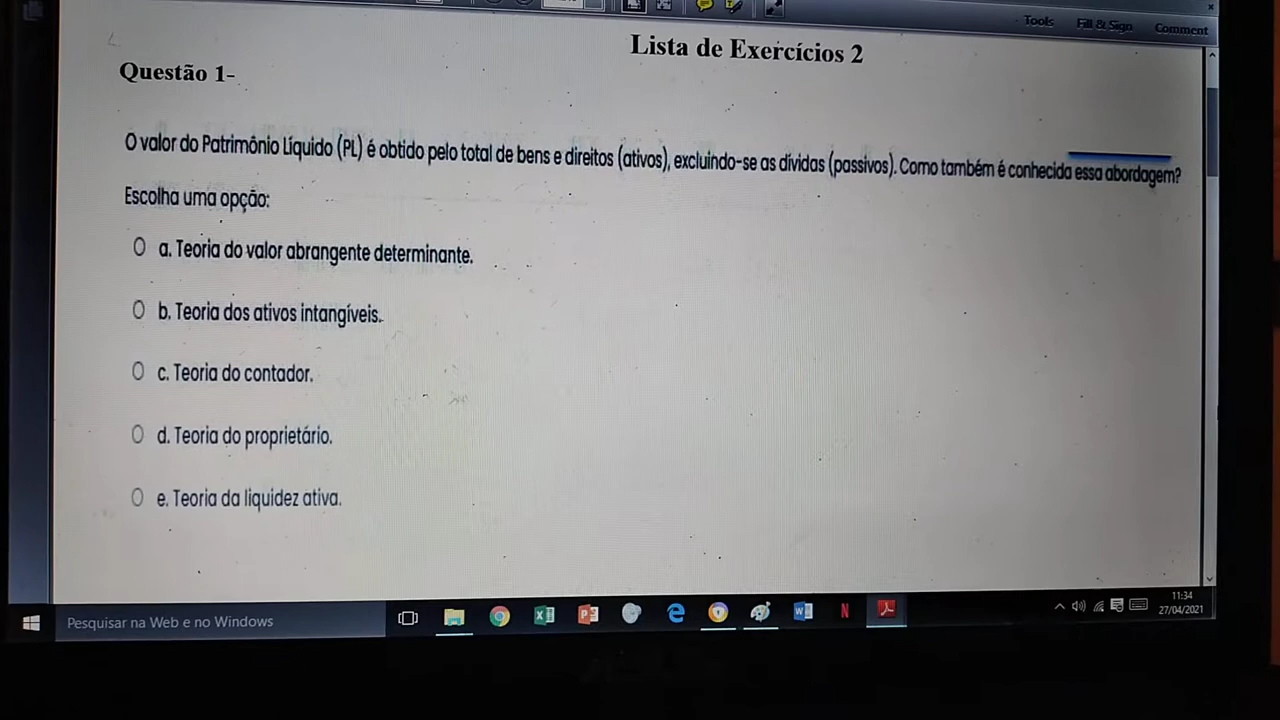 Tools Fill & Sign Comment
Lista de Exercícios 2
Questão 1-
O valor do Patrimônio Líquido (PL) é obtido pelo total de bens e direitos (ativos), excluindo-se as dívidas (passivos). Como também é conhecida essa abordagem?
Escolha uma opção:
a. Teoria do valor abrangente determinante.
b. Teoria dos ativos intangíveis.
c. Teoria do contador.
d. Teoria do proprietário.
e. Teoria da liquidez ativa.
11:34
Pesquisar na Web e no Windows
27/04/2021